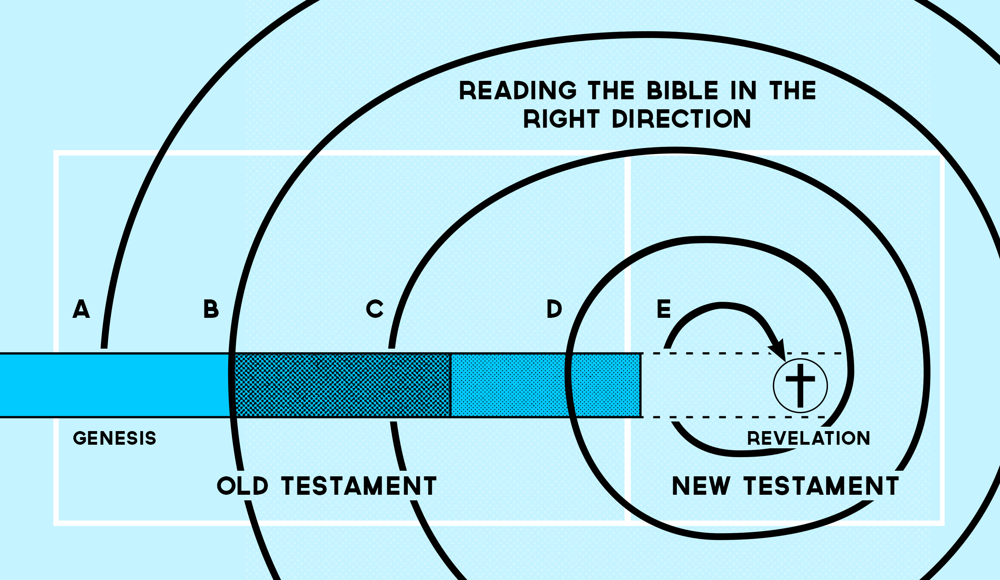 READING THE BIBLE IN THE
RIGHT DIRECTION
A
B
C
D
E
GENESIS
REVELATION
OLD TESTAMENT
NEW TESTAMENT